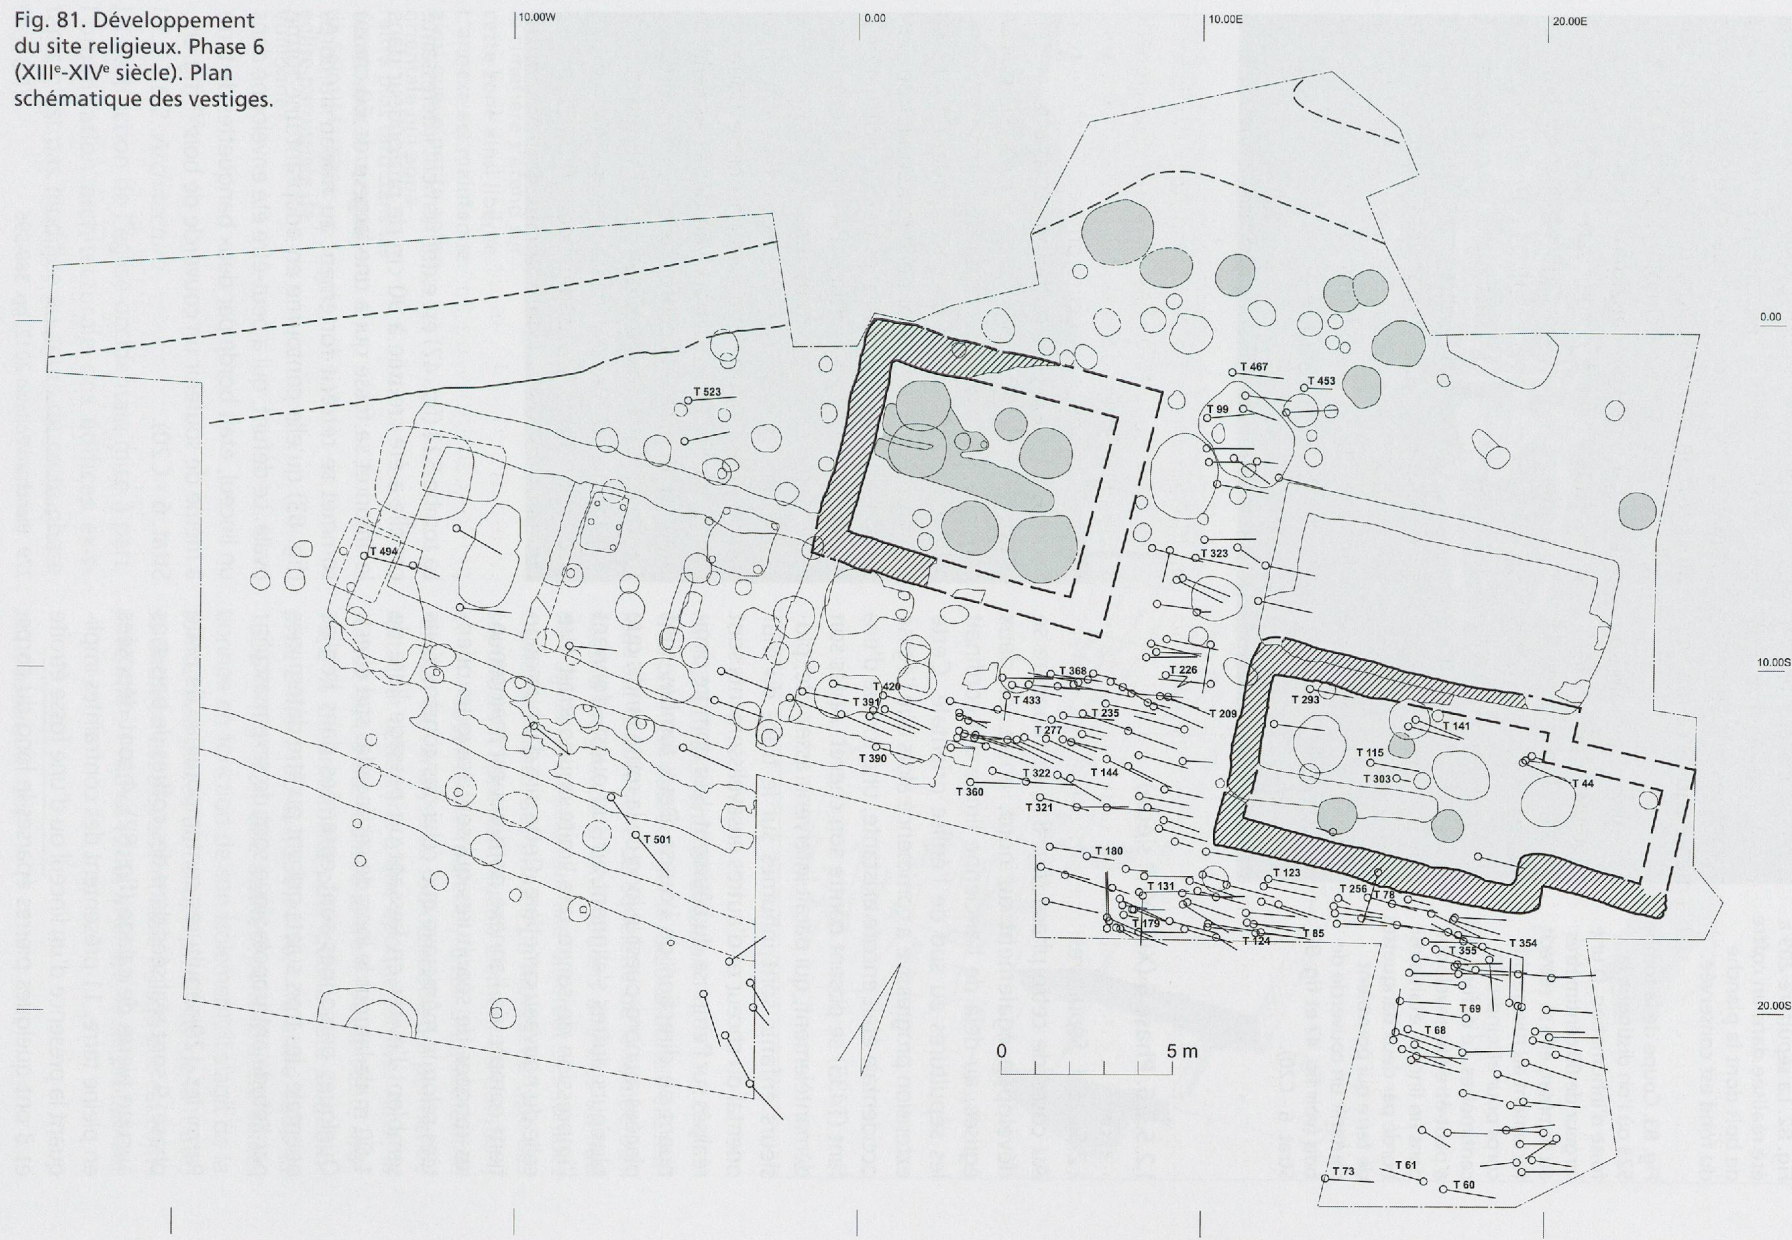 Fig. 81. Développement
du site religieux. Phase 6
(XIIIe-XIVe siècle). Plan
schématique des vestiges.
10.00W
0.00
10.00E
20.00E
0.00
T 467
T 453
T 523
T 99
T 494
T 323
10.00S
T 368
T 226
T 420
T 391
T 433
T 235
T 209
T 293
T 277
T 141
T 390
T 115
T 322
T 144
T 303
T 44
T 360
T 321
T 501
T 180
T 123
T 131
T 256
T 78
T 179
T 124
T 85
T 354
T 355
20.00S
T 69
T 68
0 5 m
T 73
T 61
T 60